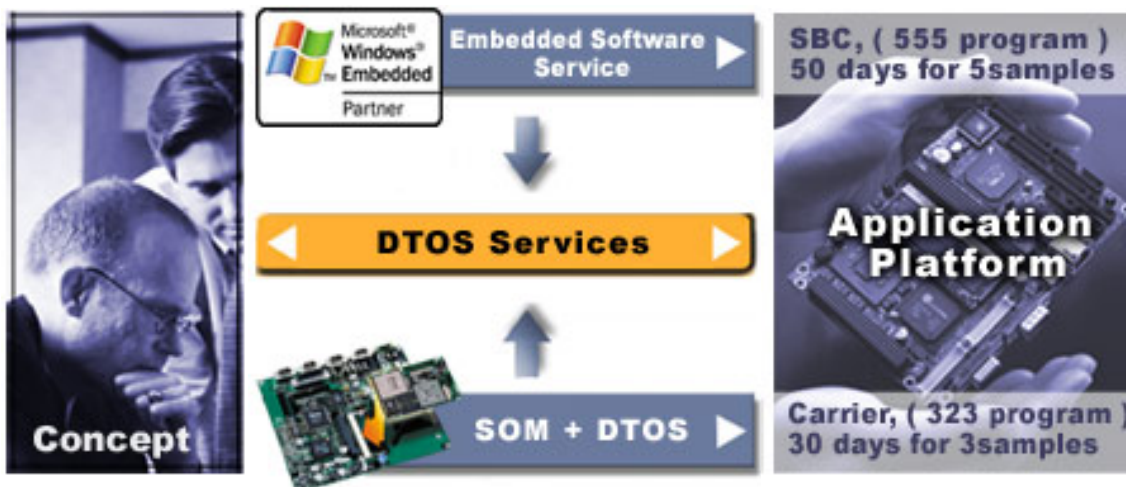 Microsoft®
Windows®
™ Embedded
Partner
Embedded Software
Service
SBC, ( 555 program )
50 days for 5samples
DTOS Services
Application
Platform
Concept
SOM + DTOS
Carrier, ( 323 program )
30 days for 3samples